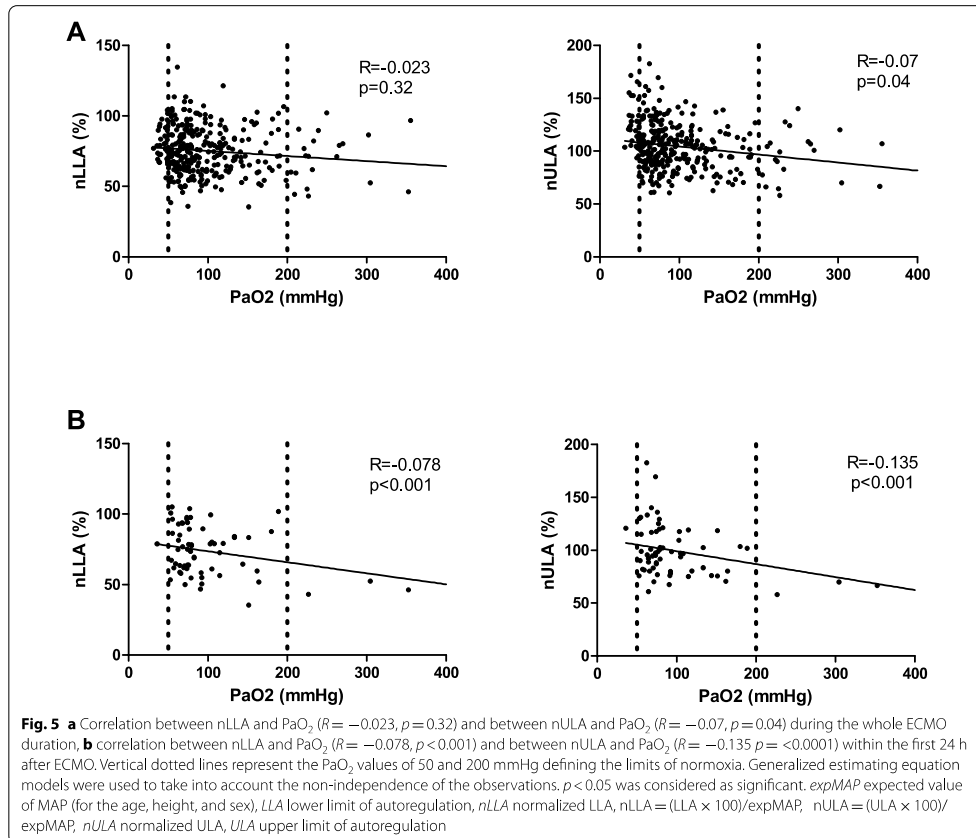 A
150
100
50
0
nLLA (%)
R=-0.023
p=0.32
0 100 200 300 400
PaO2 (mmHg)
200
150
100
50
0
nULA (%)
R=-0.07
p=0.04
0 100 200 300 400
PaO2 (mmHg)
B
150
100
50
0
nLLA (%)
R=-0.078
p<0.001
0 100 200 300 400
PaO2 (mmHg)
200
150
100
50
0
nULA (%)
R=-0.135
p<0.001
0 100 200 300 400
PaO2 (mmHg)
Fig. 5 a Correlation between nLLA and PaO₂ (R = −0.023, p = 0.32) and between nULA and PaO₂ (R = −0.07, p = 0.04) during the whole ECMO
duration, b correlation between nLLA and PaO₂ (R = −0.078, p < 0.001) and between nULA and PaO₂ (R = −0.135 p = <0.0001) within the first 24 h
after ECMO. Vertical dotted lines represent the PaO₂ values of 50 and 200 mmHg defining the limits of normoxia. Generalized estimating equation
models were used to take into account the non-independence of the observations. p < 0.05 was considered as significant. expMAP expected value
of MAP (for the age, height, and sex), LLA lower limit of autoregulation, nLLA normalized LLA, nLLA = (LLA × 100)/expMAP, nULA = (ULA × 100)/
expMAP, nULA normalized ULA, ULA upper limit of autoregulation